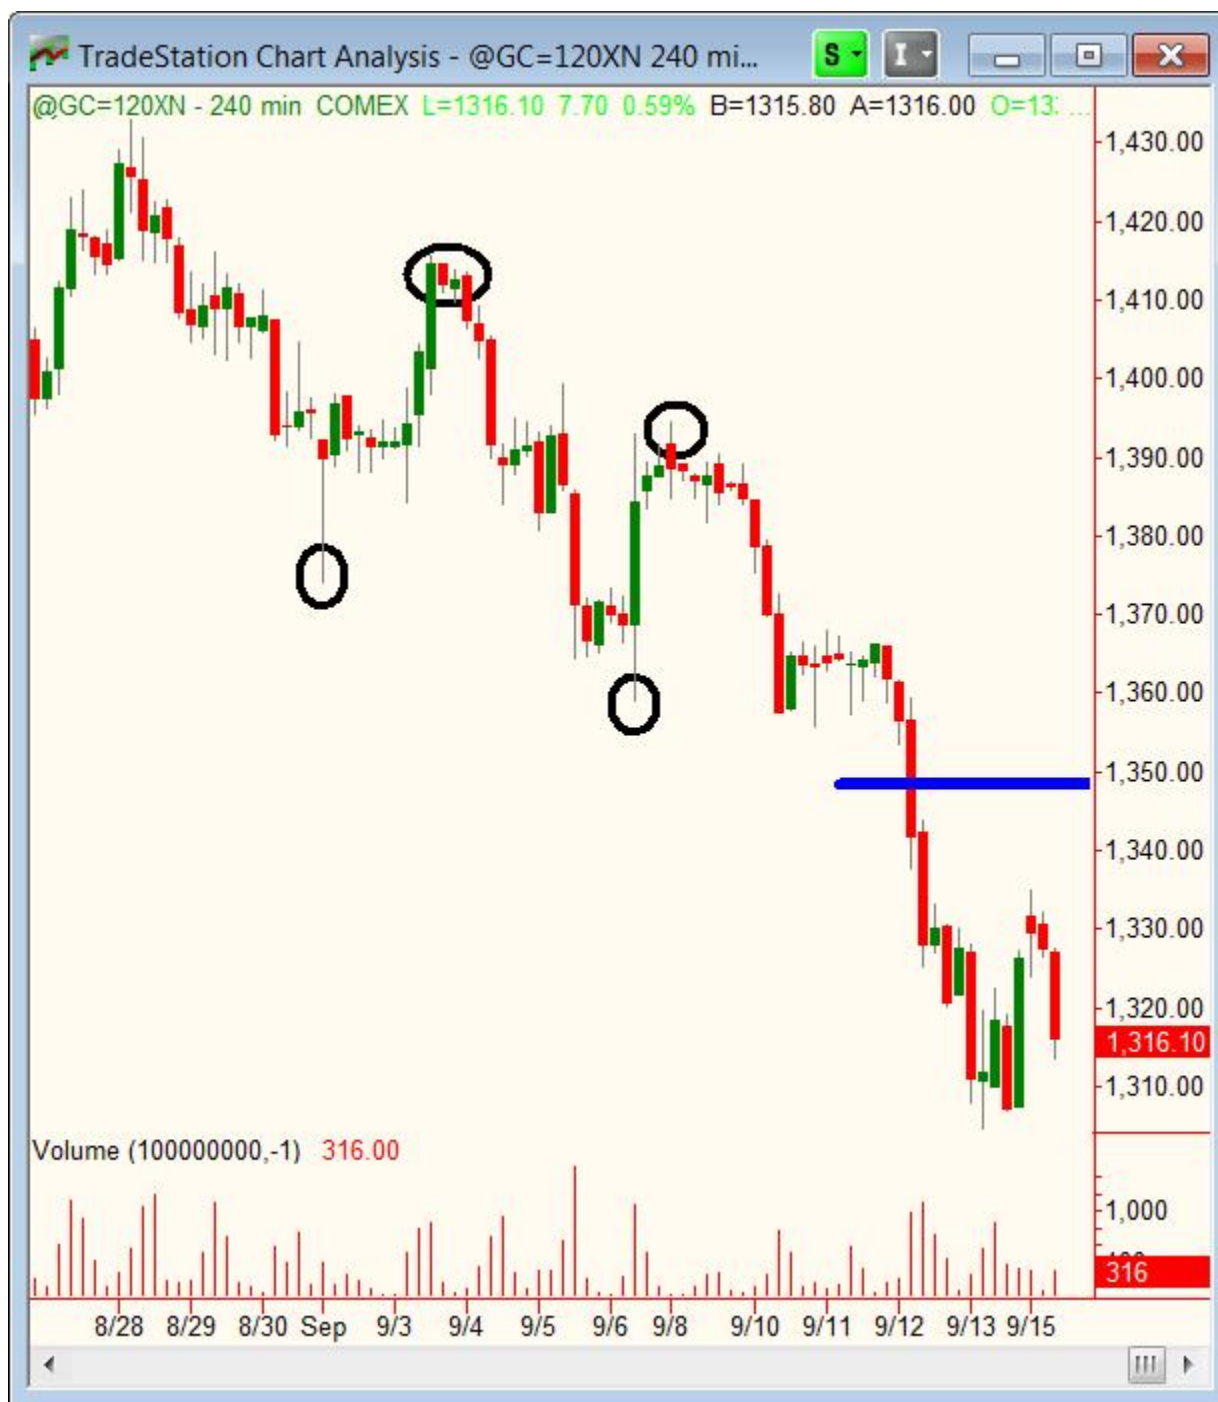 TradeStation Chart Analysis - @GC=120XN 240 mi...
S
I
@GC=120XN - 240 min COMEX L=1316.10 7.70 0.59% B=1315.80 A=1316.00 O=13: ...
1,430.00
1,420.00
1,410.00
1,400.00
1,390.00
1,380.00
1,370.00
1,360.00
1,350.00
1,340.00
1,330.00
1,320.00
1,316.10
1,310.00
Volume (100000000,-1) 316.00
1,000
316
8/28 8/29 8/30 Sep 9/3 9/4 9/5 9/6 9/8 9/10 9/11 9/12 9/13 9/15